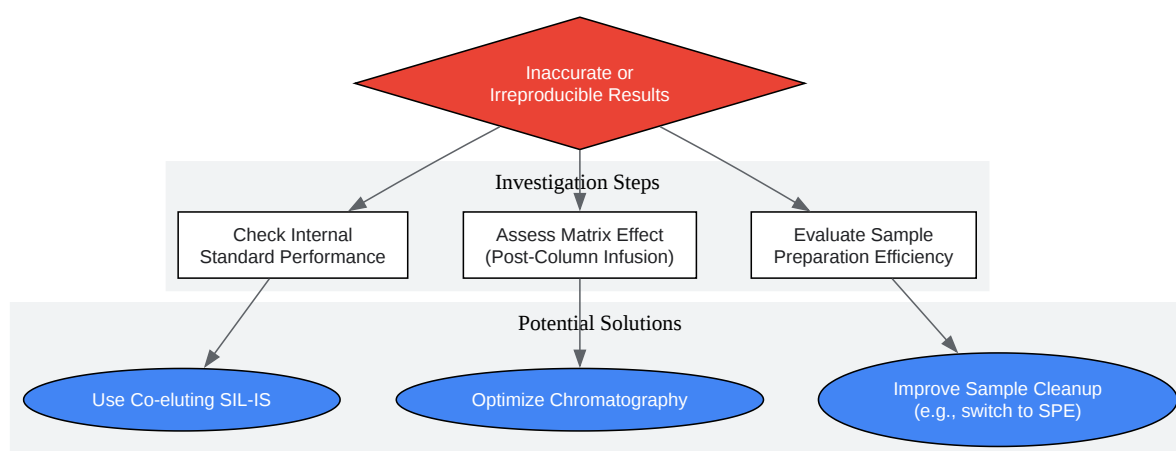 Inaccurate or
Irreproducible Results
Investigation Steps
Check Internal
Standard Performance
Assess Matrix Effect
(Post-Column Infusion)
Evaluate Sample
Preparation Efficiency
Potential Solutions
Use Co-eluting SIL-IS
Optimize Chromatography
Improve Sample Cleanup
(e.g., switch to SPE)